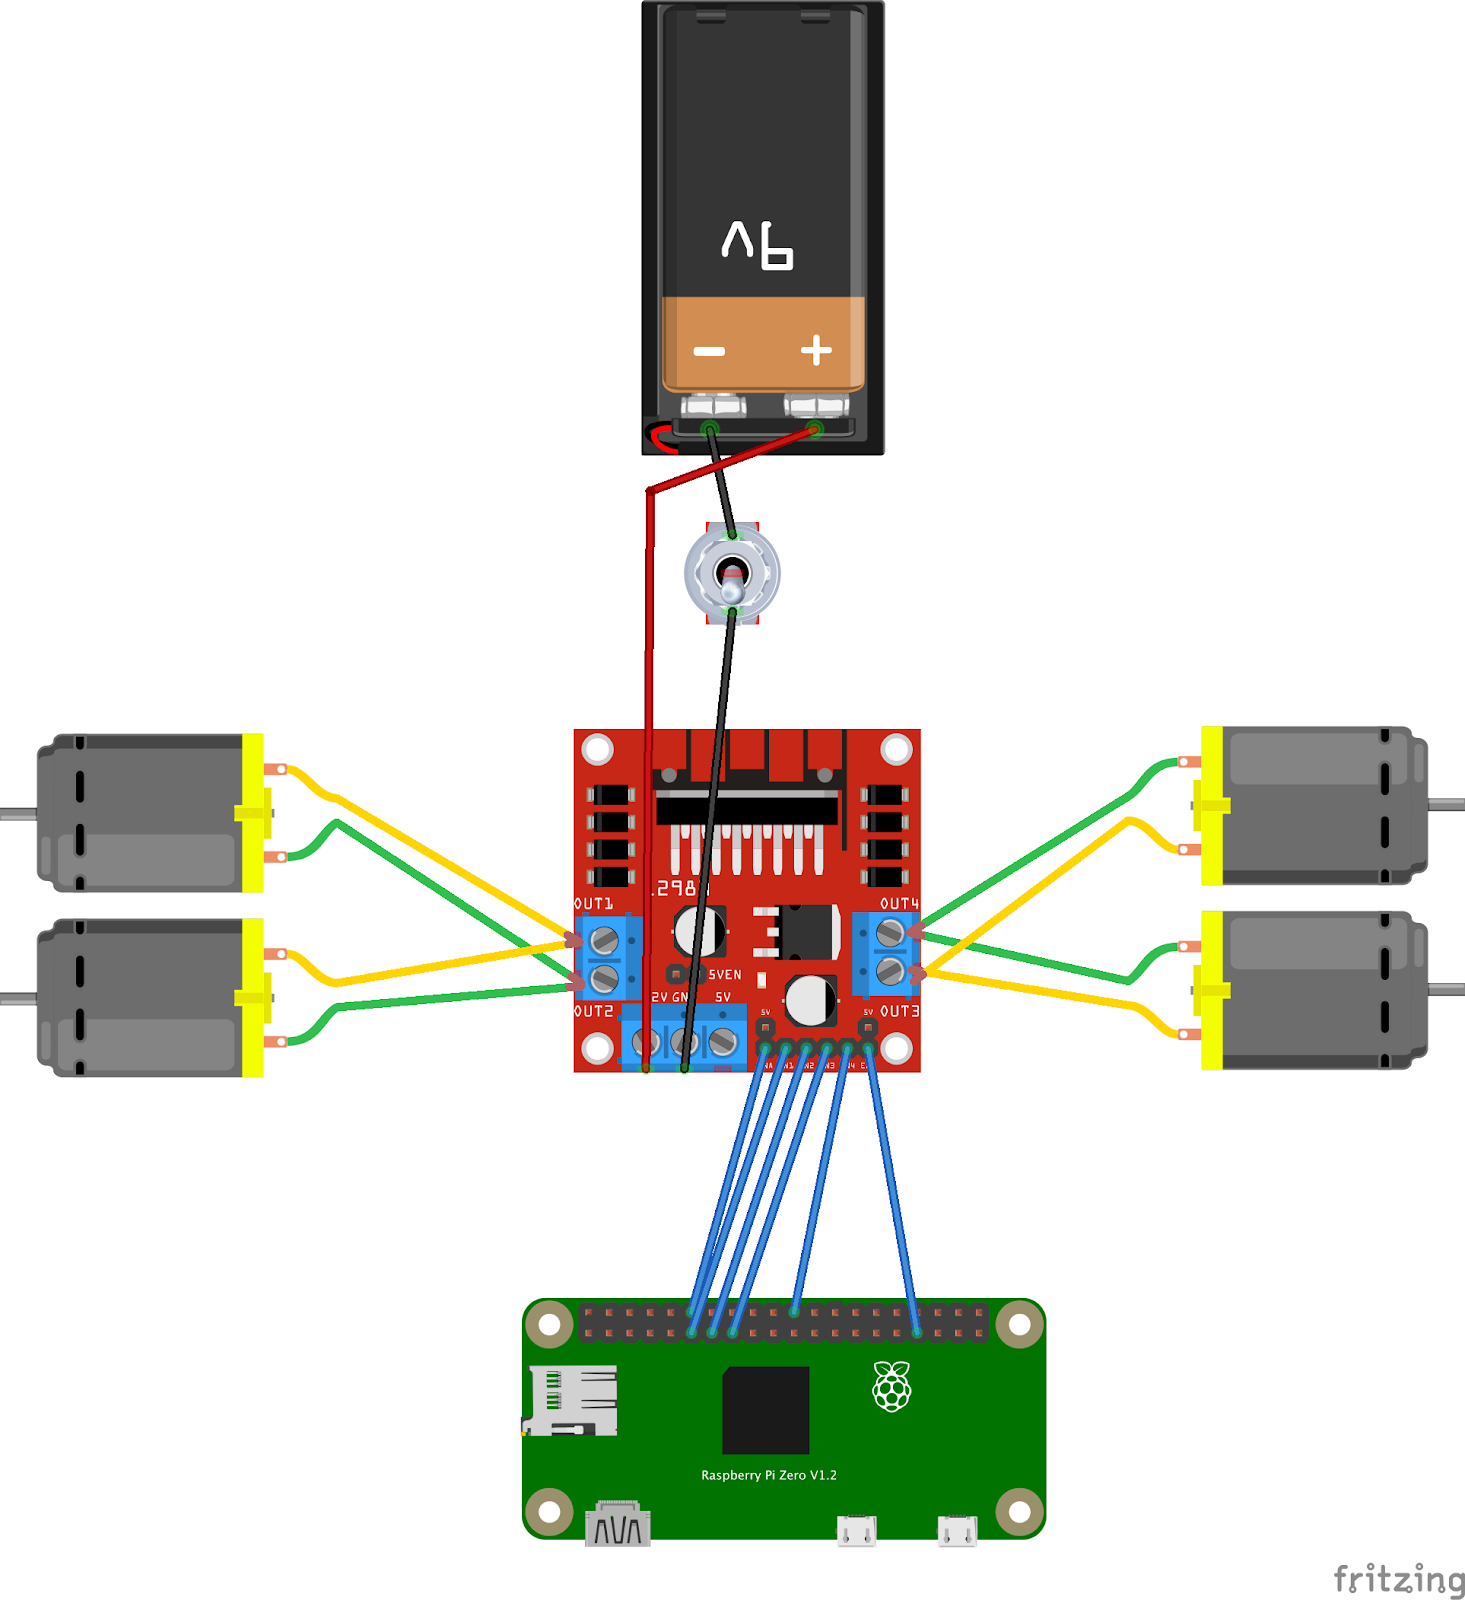 9V
- +
.298
OUT1
OUT4
5VEN
2V GN 5V
OUT2
OUT3
5V
5V
Raspberry Pi Zero V1.2
fritzing